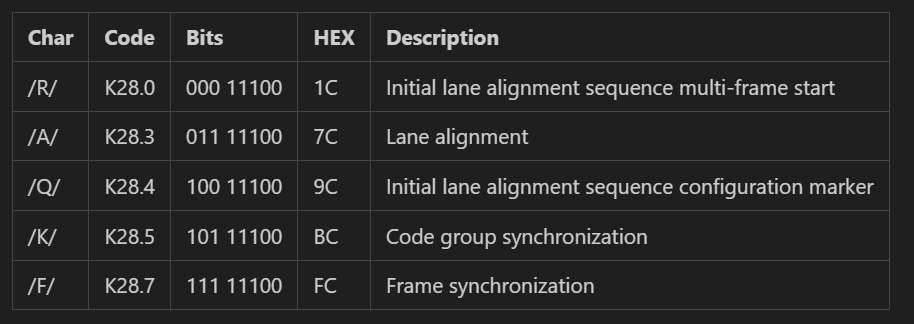 Char Code Bits HEX Description
/R/ K28.0 000 11100 1C Initial lane alignment sequence multi-frame start
/A/ K28.3 011 11100 7C Lane alignment
/Q/ K28.4 100 11100 9C Initial lane alignment sequence configuration marker
/K/ K28.5 101 11100 BC Code group synchronization
/F/ K28.7 111 11100 FC Frame synchronization